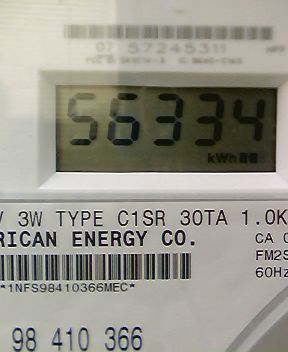 07 57245311
56334
kWh
V 3W TYPE C1SR 30TA 1.0K
RICAN ENERGY CO.
CA
FM2S
60Hz
*1NFS98410366MEC*
98 410 366